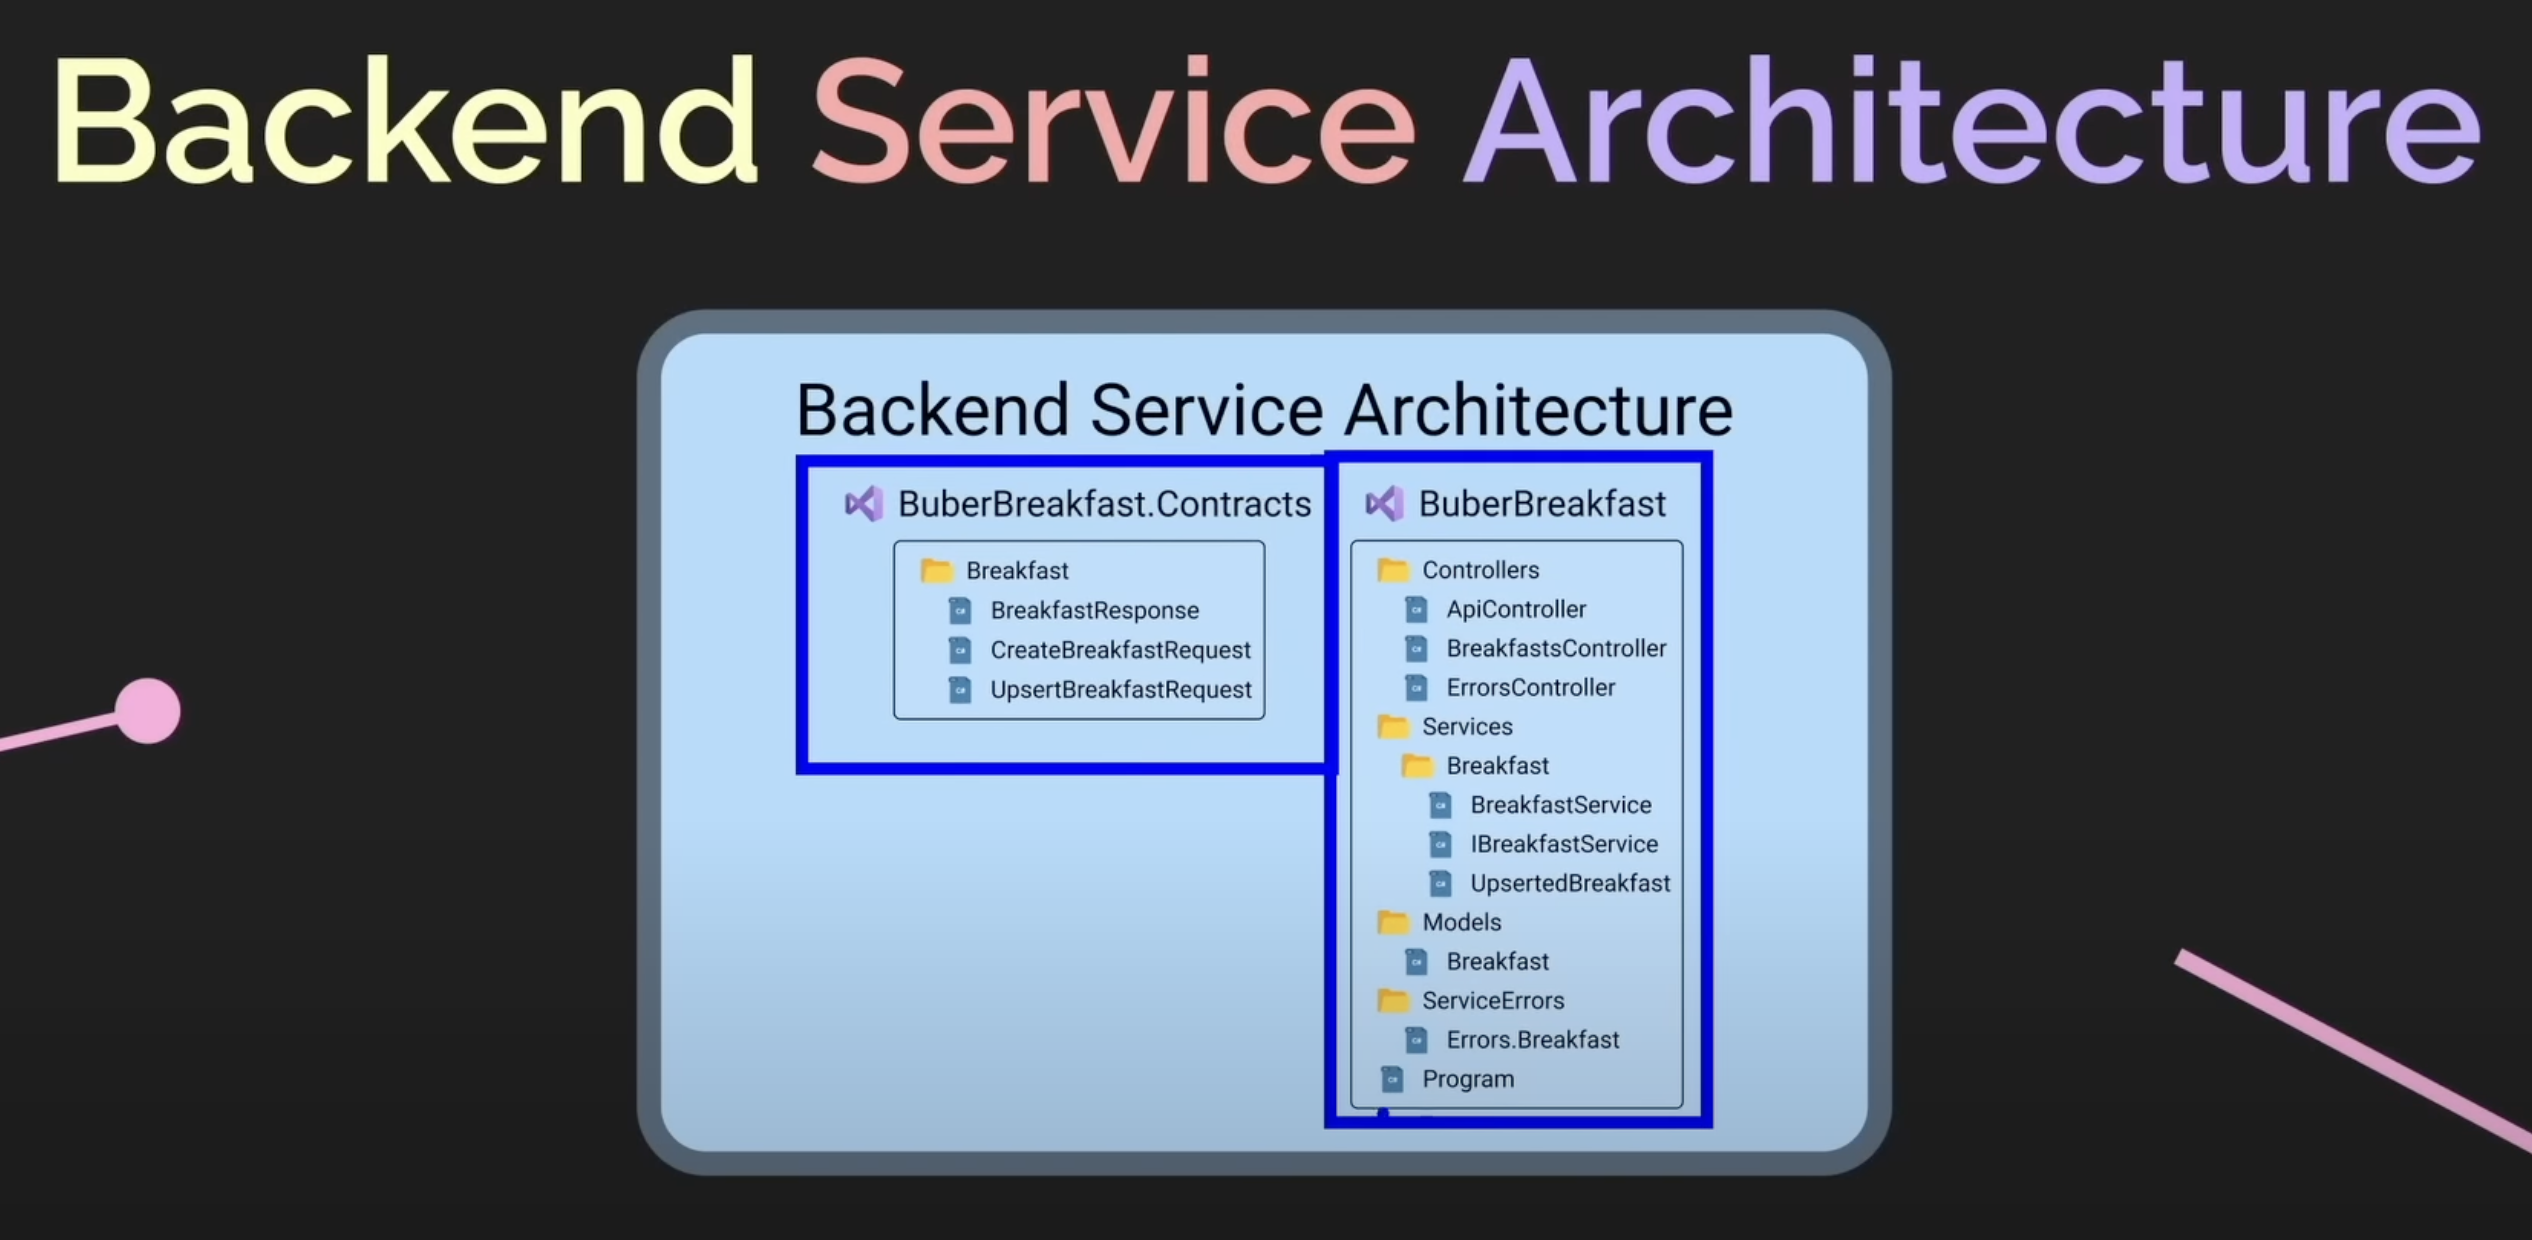 Backend Service Architecture
Backend Service Architecture
BuberBreakfast.Contracts
Breakfast
BreakfastResponse
CreateBreakfastRequest
UpsertBreakfastRequest
BuberBreakfast
Controllers
ApiController
BreakfastsController
ErrorsController
Services
Breakfast
BreakfastService
IBreakfastService
UpsertedBreakfast
Models
Breakfast
ServiceErrors
Errors.Breakfast
Program